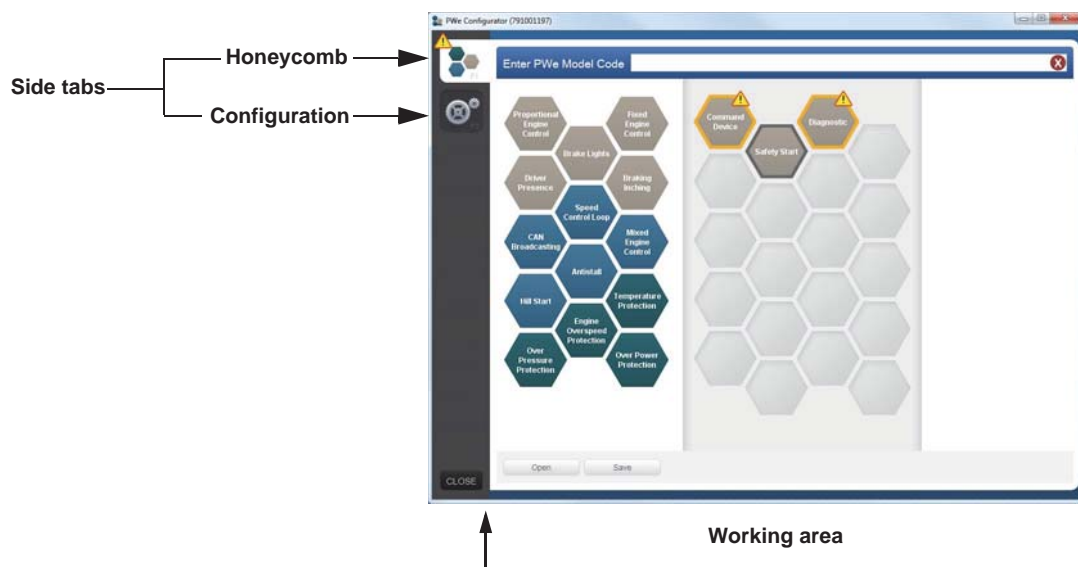 PWe Configurator (791001197)
Side tabs
Honeycomb
Configuration
F1
Enter PWe Model Code
X
Proportional
Engine
Control
Fixed
Engine
Control
Brake Lights
Driver
Presence
Braking
Inching
Speed
Control Loop
CAN
Broadcasting
Mixed
Engine
Control
Antistall
Hill Start
Temperature
Protection
Engine
Overspeed
Protection
Over
Pressure
Protection
Over Power
Protection
Command
Device
Diagnostic
Safety Start
Open
Save
CLOSE
Working area